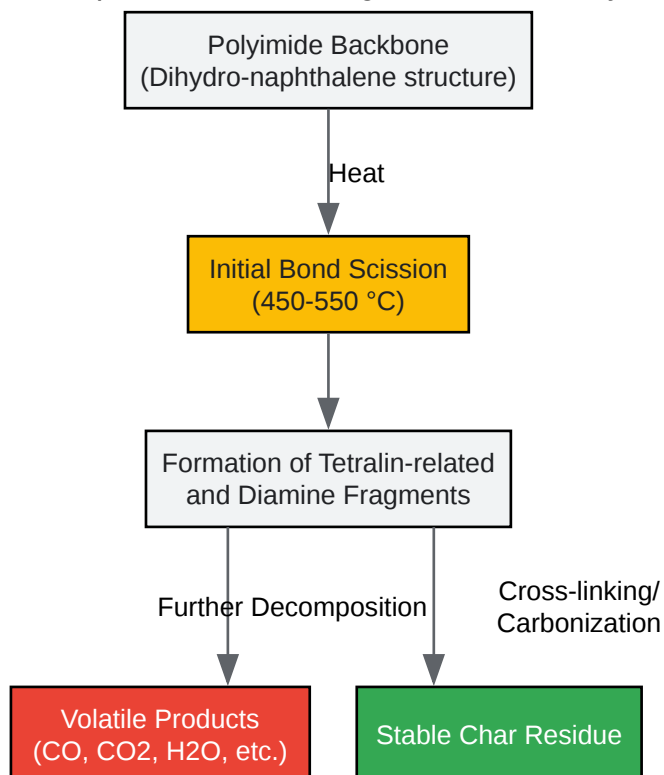 Polyimide Backbone
(Dihydro-naphthalene structure)
Heat
Initial Bond Scission
(450-550 °C)
Formation of Tetralin-related
and Diamine Fragments
Further Decomposition
Cross-linking/
Carbonization
Volatile Products
(CO, CO2, H2O, etc.)
Stable Char Residue